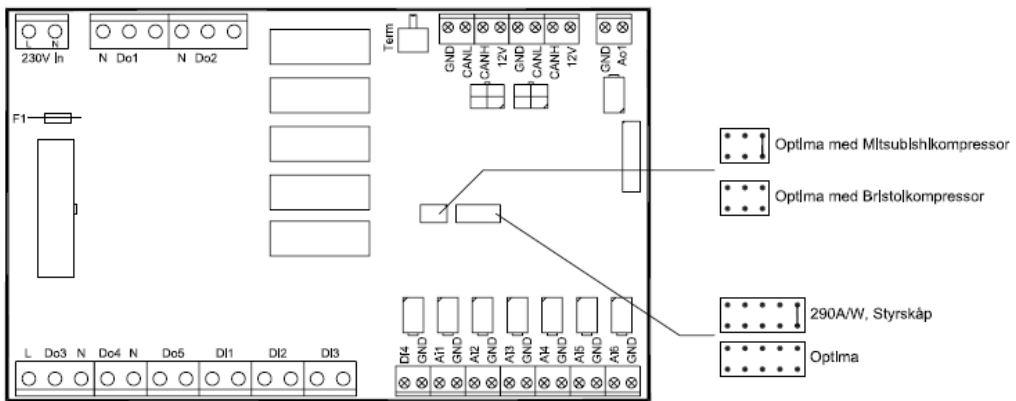 L N
230V In
N Do1 N Do2
Term
GND CANL CANH 12V GND CANL CANH 12V
GND Ao1
F1
Optima med Mitsubishikompressor
Optima med Bristolkompressor
290A/W, Styrskåp
Optima
L Do3 N Do4 N Do5 DI1 DI2 DI3
DI4 GND AI1 GND AI2 GND AI3 GND AI4 GND AI5 GND AI6 GND